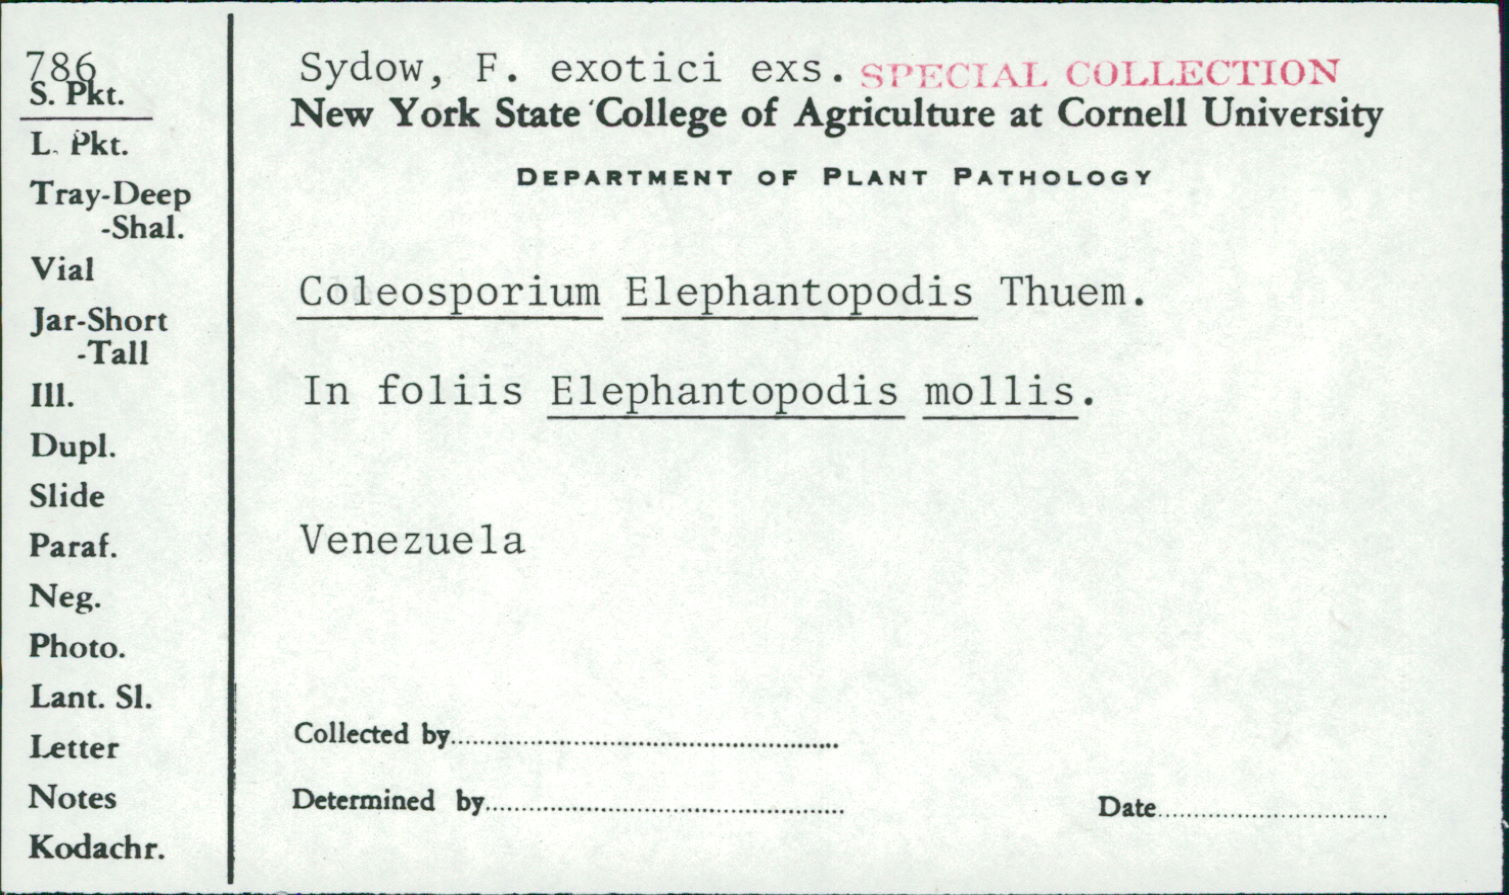 786
S. Pkt.
L. Pkt.
Tray-Deep
-Shal.
Vial
Jar-Short
-Tall
Ill.
Dupl.
Slide
Paraf.
Neg.
Photo.
Lant. Sl.
Letter
Notes
Kodachr.
Sydow, F. exotici exs. SPECIAL COLLECTION
New York State College of Agriculture at Cornell University
DEPARTMENT OF PLANT PATHOLOGY
Coleosporium Elephantopodis Thuem.
In foliis Elephantopodis mollis.
Venezuela
Collected by
Determined by
Date